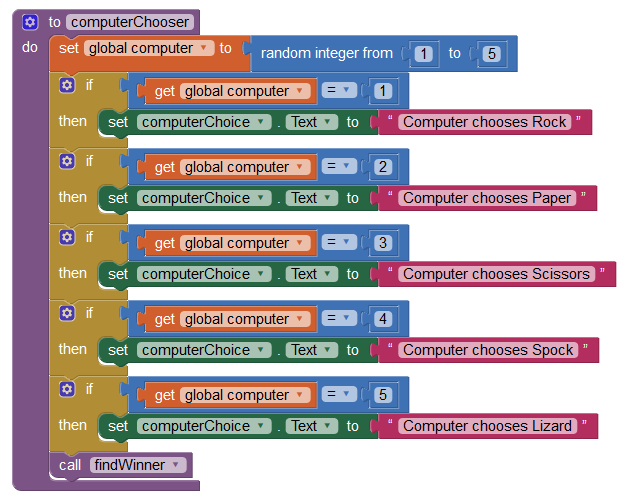 to computerChooser
do set global computer to random integer from 1 to 5
if get global computer = 1
then set computerChoice . Text to “ Computer chooses Rock ”
if get global computer = 2
then set computerChoice . Text to “ Computer chooses Paper ”
if get global computer = 3
then set computerChoice . Text to “ Computer chooses Scissors ”
if get global computer = 4
then set computerChoice . Text to “ Computer chooses Spock ”
if get global computer = 5
then set computerChoice . Text to “ Computer chooses Lizard ”
call findWinner